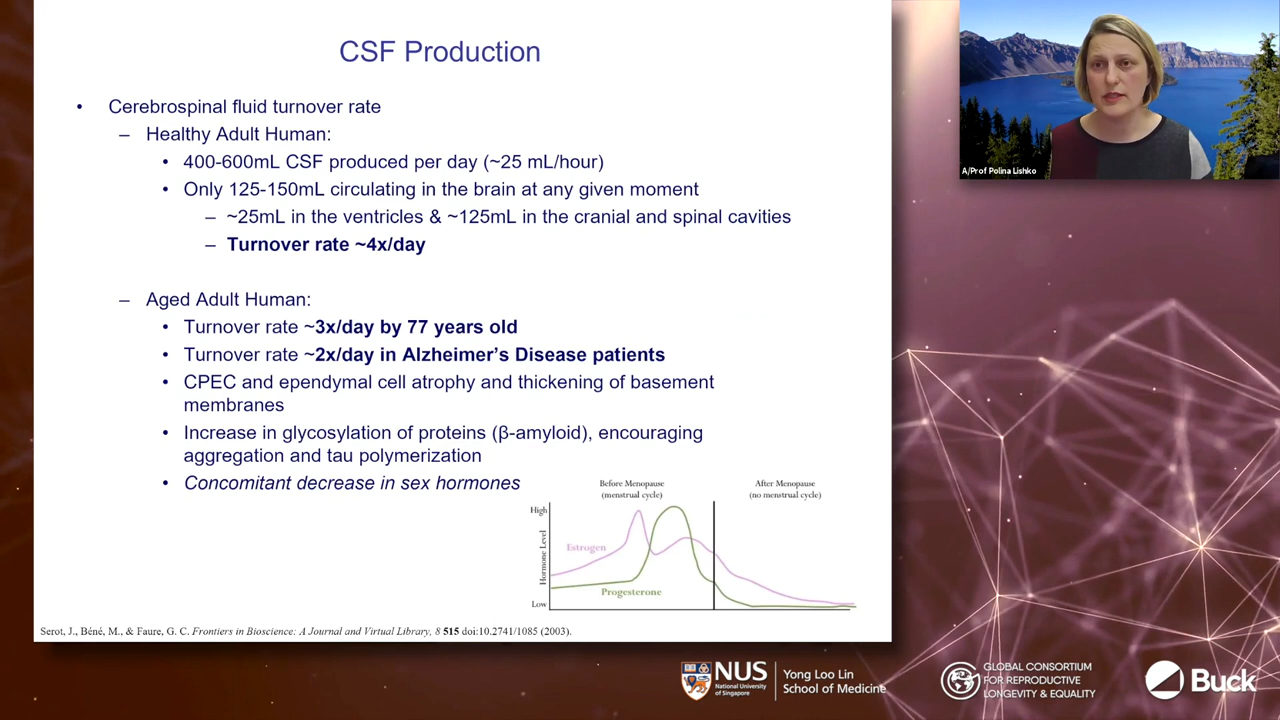 CSF Production
• Cerebrospinal fluid turnover rate
– Healthy Adult Human:
• 400-600mL CSF produced per day (~25 mL/hour)
• Only 125-150mL circulating in the brain at any given moment
– ~25mL in the ventricles & ~125mL in the cranial and spinal cavities
– Turnover rate ~4x/day
– Aged Adult Human:
• Turnover rate ~3x/day by 77 years old
• Turnover rate ~2x/day in Alzheimer's Disease patients
• CPEC and ependymal cell atrophy and thickening of basement
membranes
• Increase in glycosylation of proteins (β-amyloid), encouraging
aggregation and tau polymerization
• Concomitant decrease in sex hormones
Before Menopause
(menstrual cycle)
After Menopause
(no menstrual cycle)
High
Hormone Level
Low
Estrogen
Progesterone
Serot, J., Béné, M., & Faure, G. C. Frontiers in Bioscience: A Journal and Virtual Library, 8 515 doi:10.2741/1085 (2003).
A/Prof Polina Lishko
NUS
National University
of Singapore
Yong Loo Lin
School of Medicine
GLOBAL CONSORTIUM
FOR REPRODUCTIVE
LONGEVITY & EQUALITY
Buck